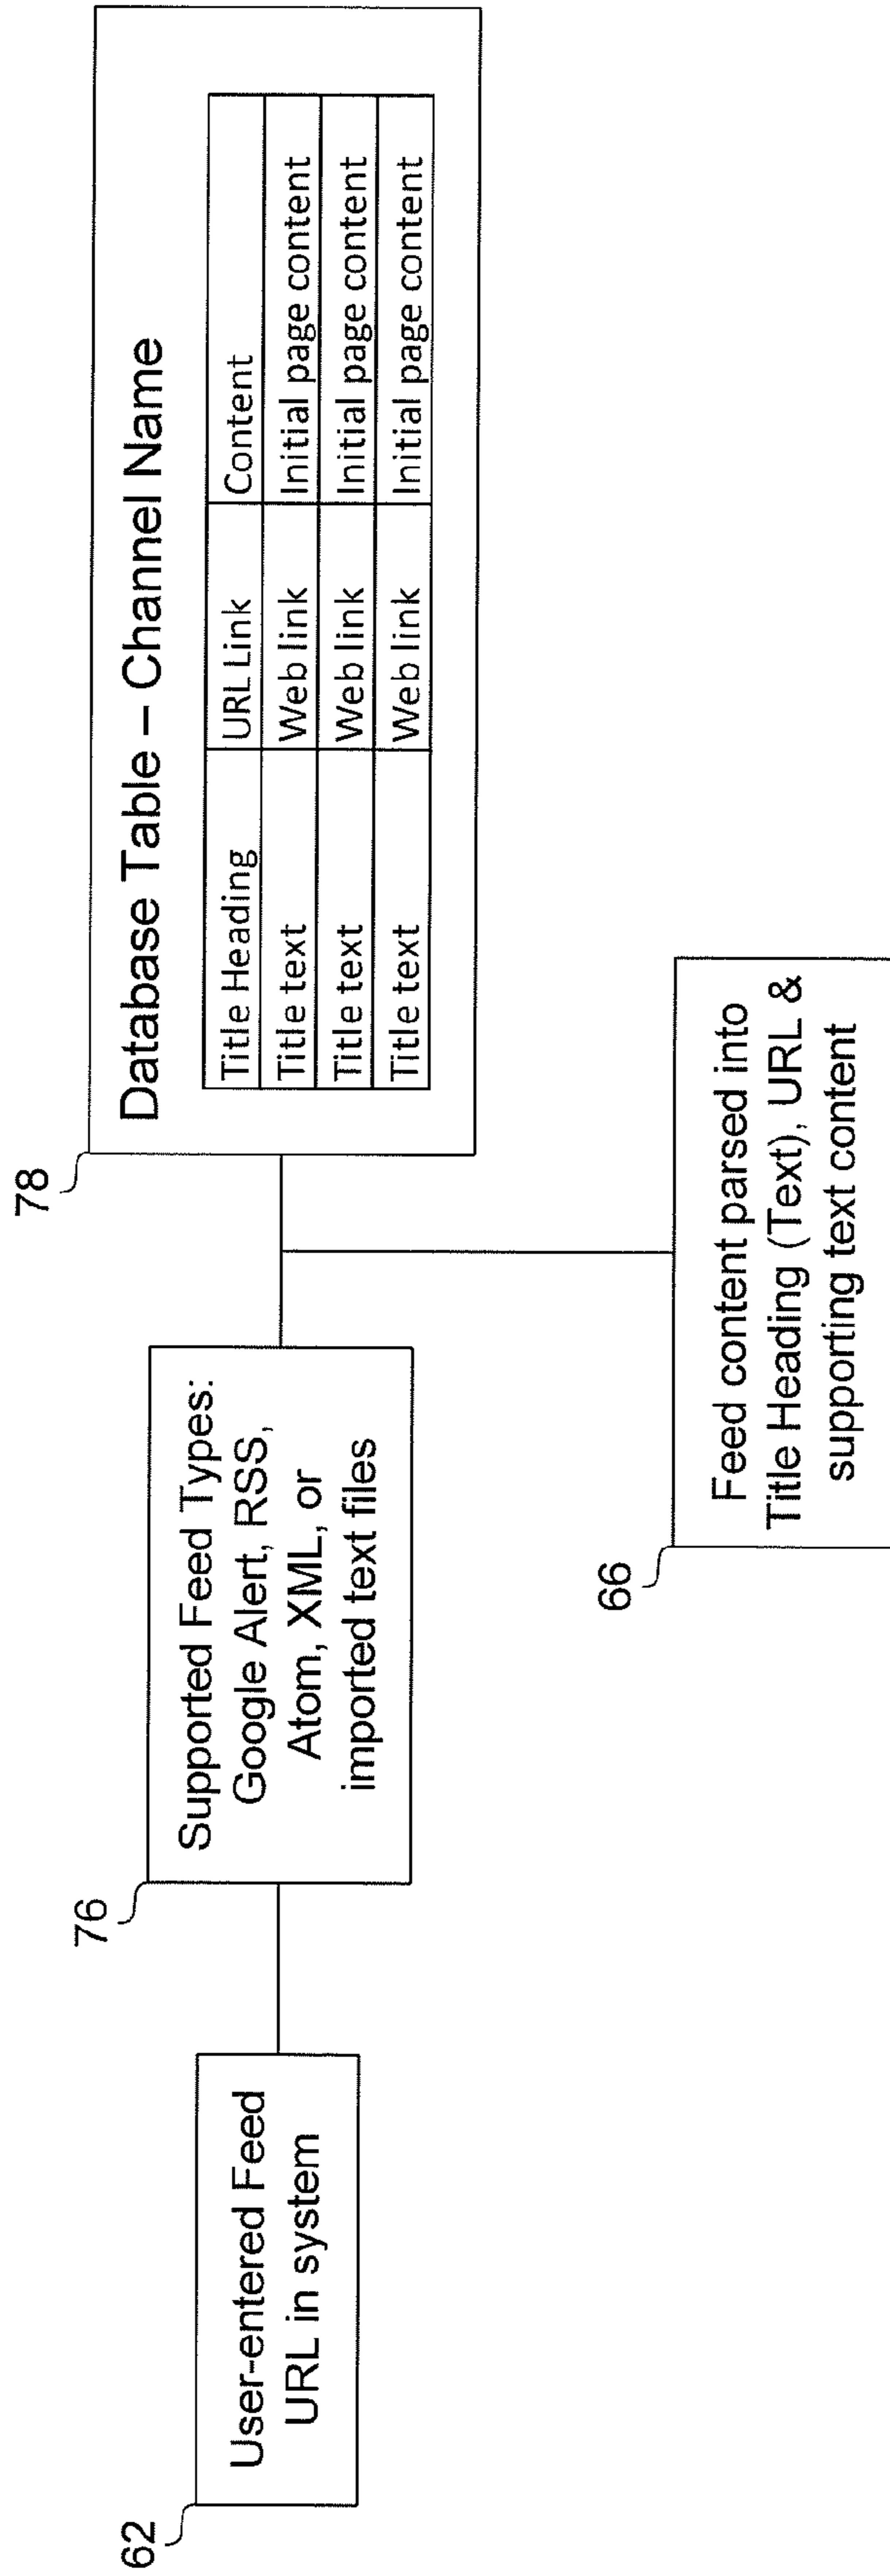 62
User-entered Feed
URL in system
76
Supported Feed Types:
Google Alert, RSS,
Atom, XML, or
imported text files
66
Feed content parsed into
Title Heading (Text), URL &
supporting text content
78
Database Table – Channel Name
Title Heading URL Link Content
Title text Web link Initial page content
Title text Web link Initial page content
Title text Web link Initial page content